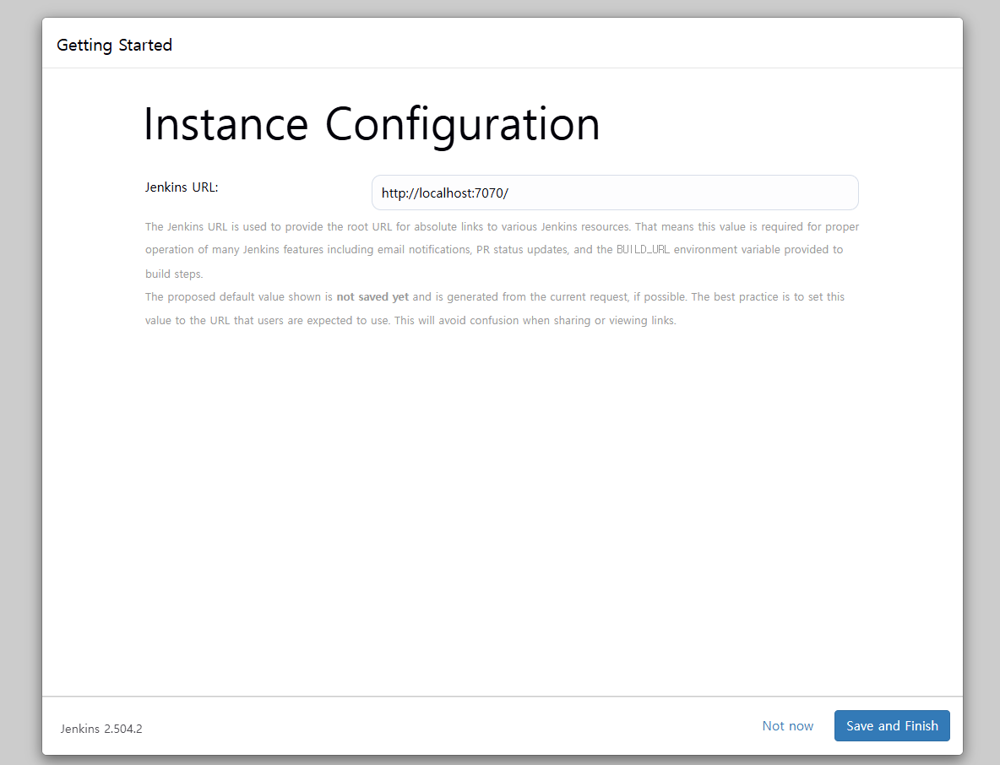 Getting Started
Instance Configuration
Jenkins URL:
http://localhost:7070/
The Jenkins URL is used to provide the root URL for absolute links to various Jenkins resources. That means this value is required for proper
operation of many Jenkins features including email notifications, PR status updates, and the BUILD_URL environment variable provided to
build steps.
The proposed default value shown is not saved yet and is generated from the current request, if possible. The best practice is to set this
value to the URL that users are expected to use. This will avoid confusion when sharing or viewing links.
Jenkins 2.504.2
Not now
Save and Finish